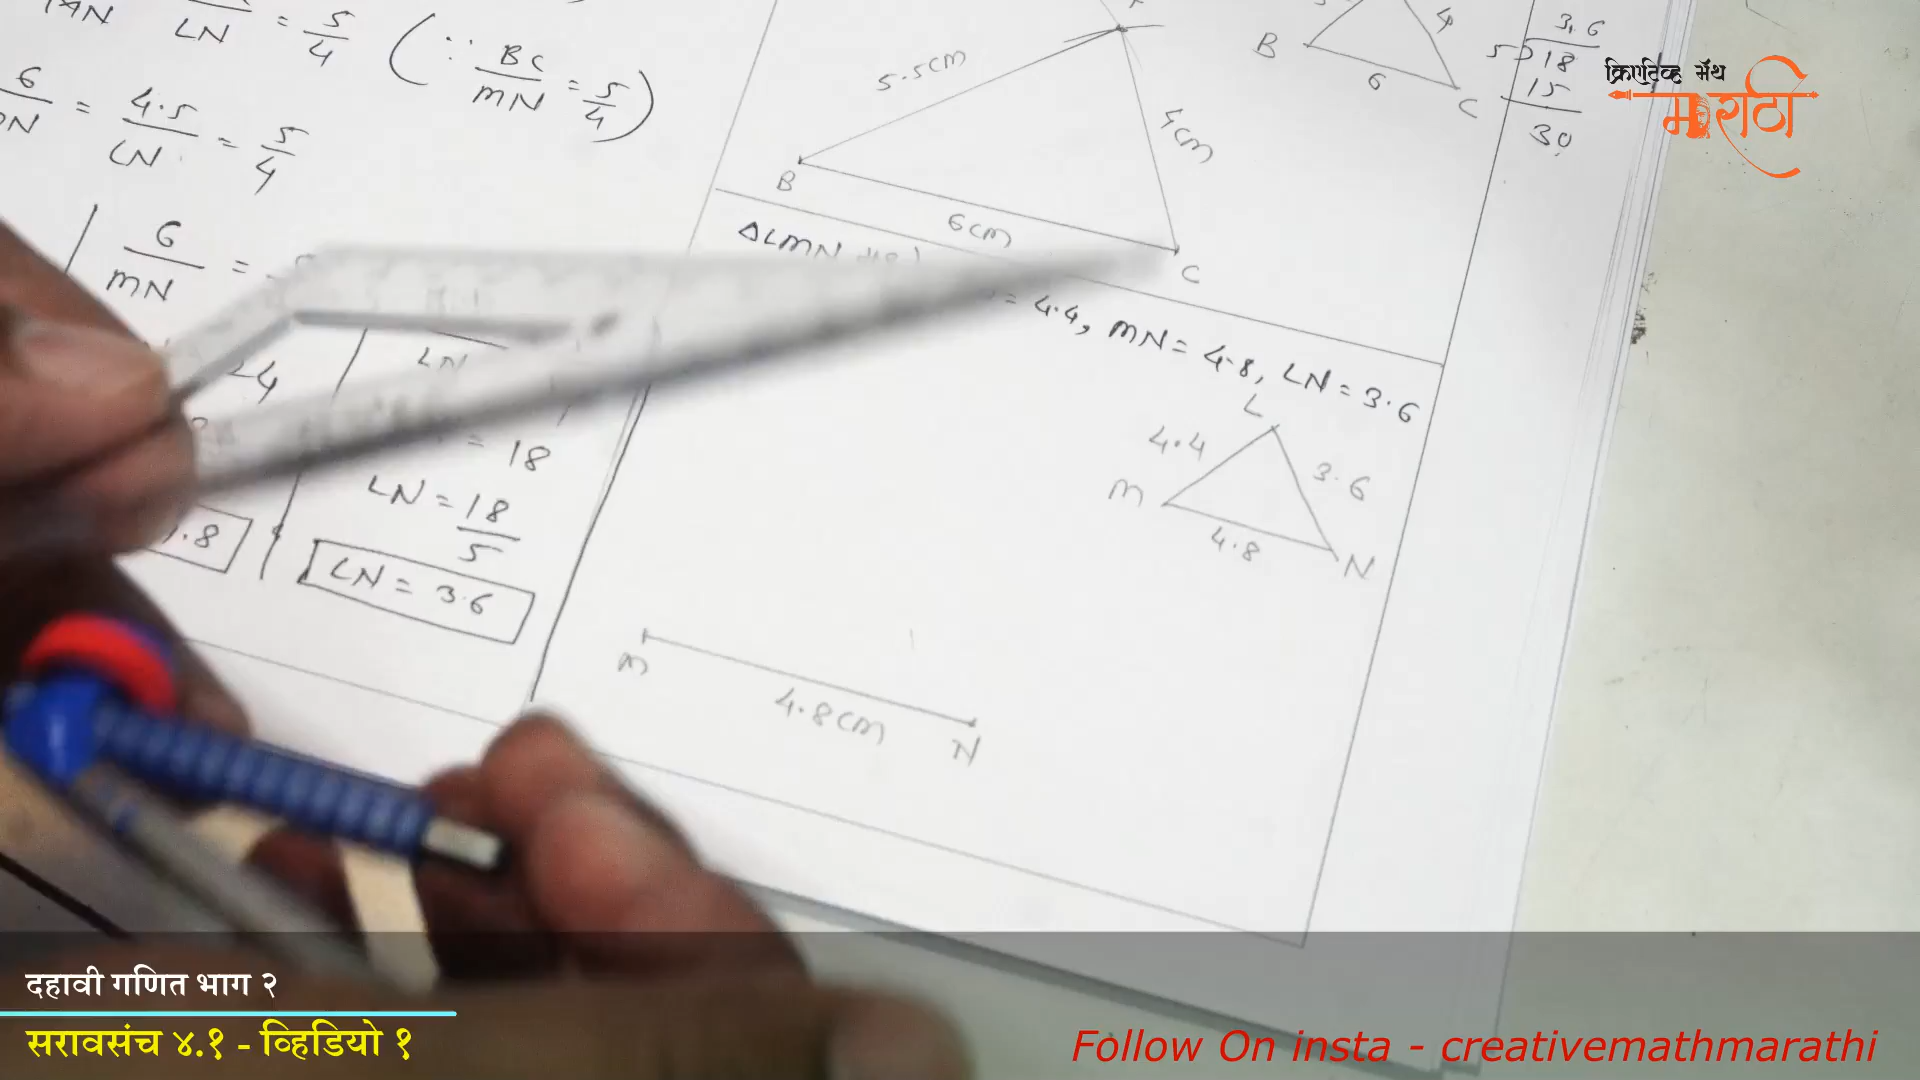 LN = 5/4 (∵ BC/MN = 5/4)
6 = 4.5/LN = 5/4
6/MN =
LN
= 18
LN = 18/5
.8
LN = 3.6
5.5cm
4cm
B
6cm
C
B
6
C
4
3.6
5)18
15
30
ΔLMN
= 4.4, MN = 4.8, LN = 3.6
L
4.4
3.6
M
4.8
N
M
4.8cm
N
क्रिएटिव्ह मॅथ
मराठी
दहावी गणित भाग २
सरावसंच ४.१ - व्हिडियो १
Follow On insta - creativemathmarathi